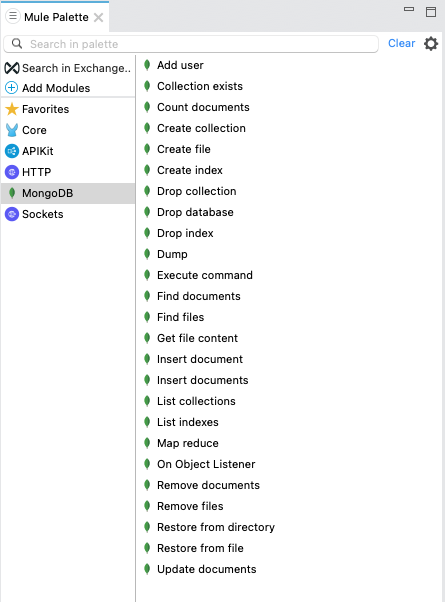 Mule Palette
Search in palette
Clear
Search in Exchange..
Add Modules
Favorites
Core
APIKit
HTTP
MongoDB
Sockets
Add user
Collection exists
Count documents
Create collection
Create file
Create index
Drop collection
Drop database
Drop index
Dump
Execute command
Find documents
Find files
Get file content
Insert document
Insert documents
List collections
List indexes
Map reduce
On Object Listener
Remove documents
Remove files
Restore from directory
Restore from file
Update documents